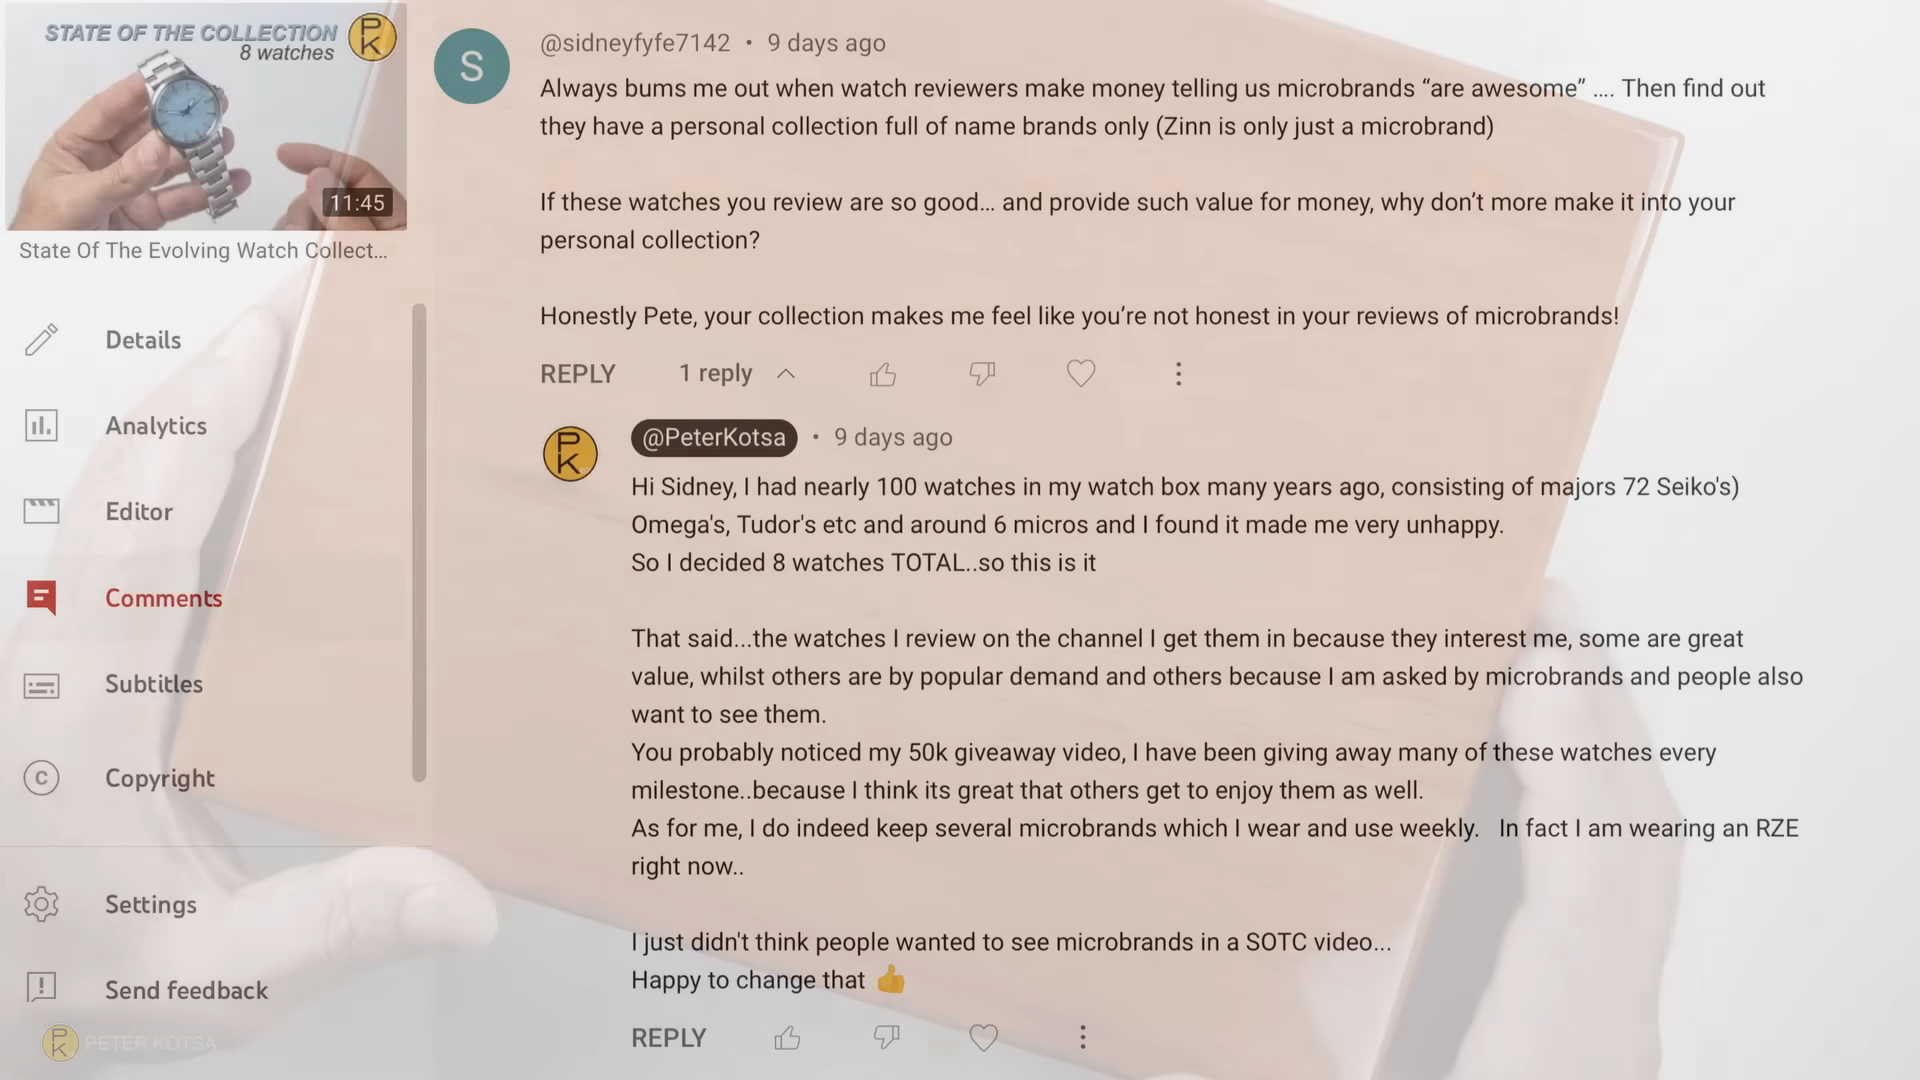 STATE OF THE COLLECTION
8 watches
PK
11:45
State Of The Evolving Watch Collect...
Details
Analytics
Editor
Comments
Subtitles
Copyright
Settings
Send feedback
PK PETER KOTSA
S
@sidneyfyfe7142 • 9 days ago
Always bums me out when watch reviewers make money telling us microbrands “are awesome” .... Then find out
they have a personal collection full of name brands only (Zinn is only just a microbrand)
If these watches you review are so good... and provide such value for money, why don’t more make it into your
personal collection?
Honestly Pete, your collection makes me feel like you’re not honest in your reviews of microbrands!
REPLY 1 reply
PK
@PeterKotsa • 9 days ago
Hi Sidney, I had nearly 100 watches in my watch box many years ago, consisting of majors 72 Seiko's)
Omega's, Tudor's etc and around 6 micros and I found it made me very unhappy.
So I decided 8 watches TOTAL..so this is it
That said...the watches I review on the channel I get them in because they interest me, some are great
value, whilst others are by popular demand and others because I am asked by microbrands and people also
want to see them.
You probably noticed my 50k giveaway video, I have been giving away many of these watches every
milestone..because I think its great that others get to enjoy them as well.
As for me, I do indeed keep several microbrands which I wear and use weekly. In fact I am wearing an RZE
right now..
I just didn't think people wanted to see microbrands in a SOTC video...
Happy to change that 👍
REPLY